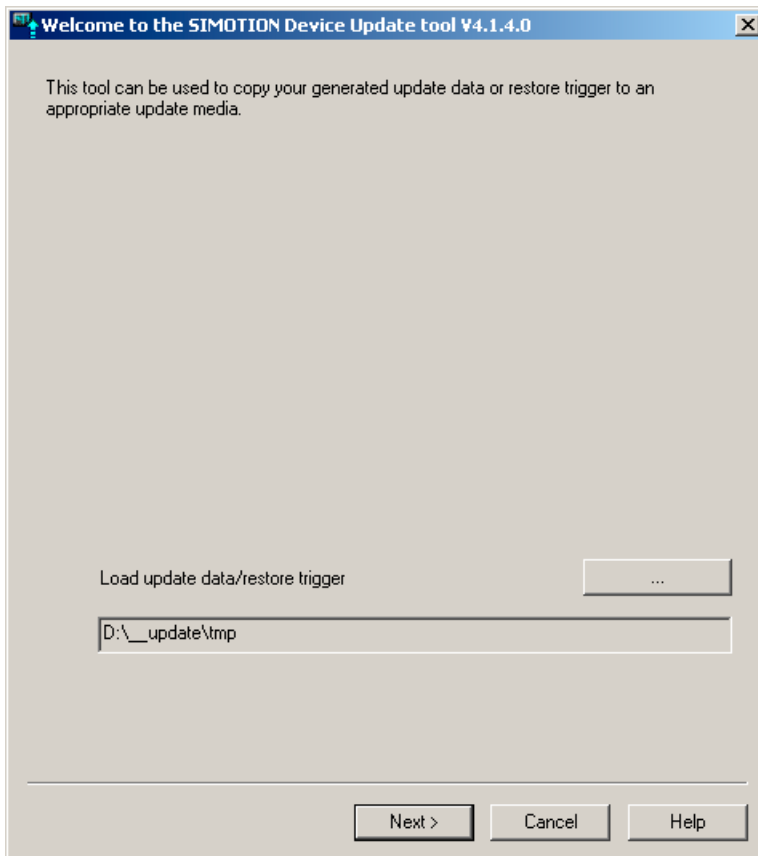 Welcome to the SIMOTION Device Update tool V4.1.4.0
This tool can be used to copy your generated update data or restore trigger to an
appropriate update media.
Load update data/restore trigger
...
D:\__update\tmp
Next >
Cancel
Help